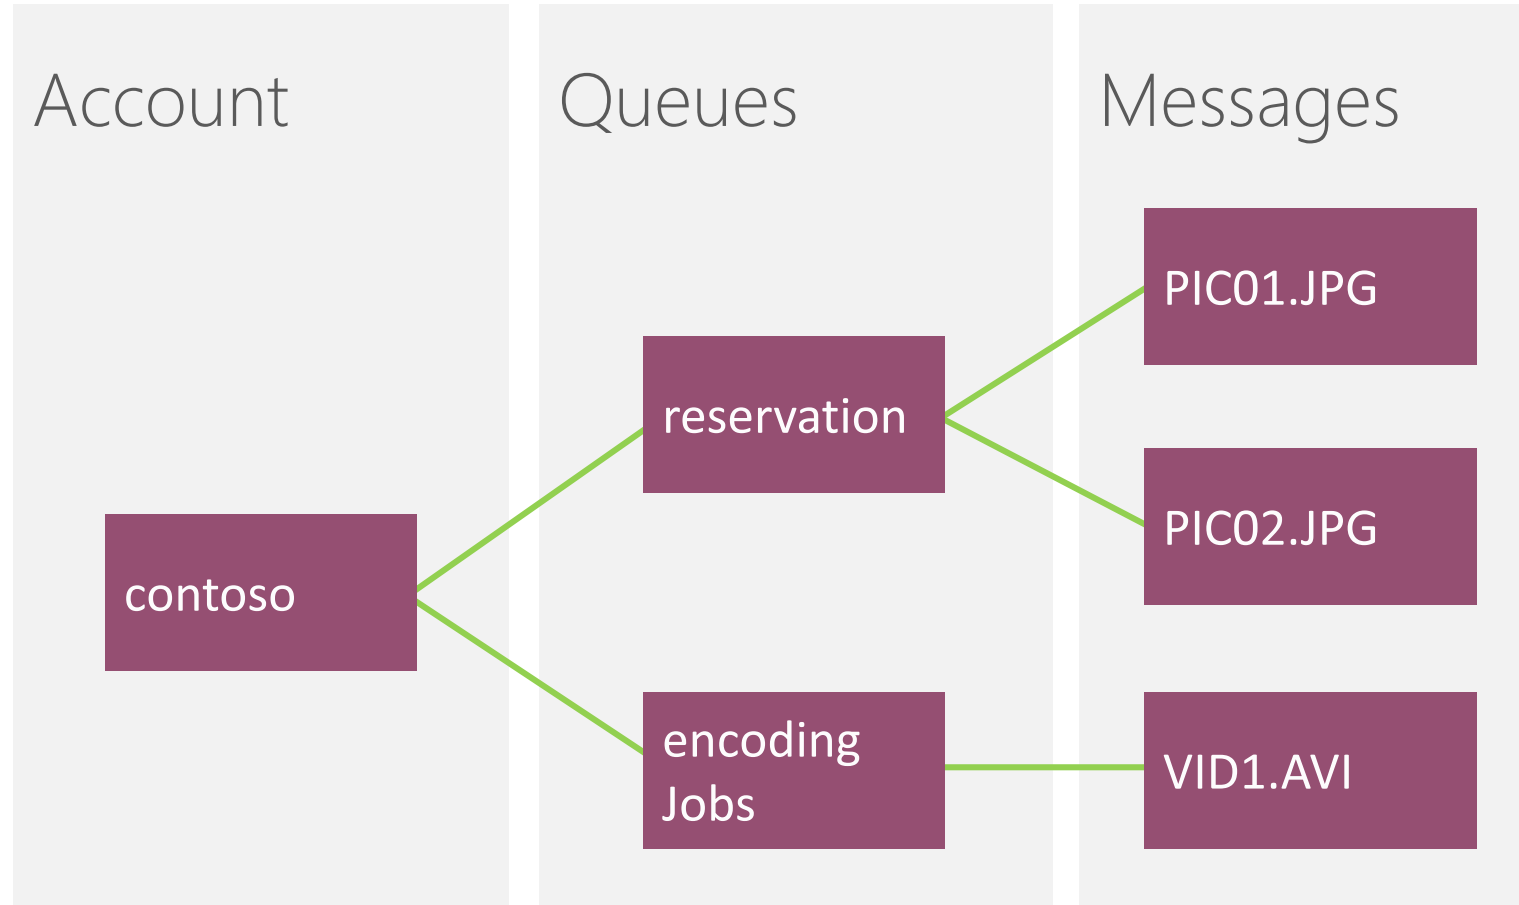 Account
Queues
Messages
contoso
reservation
encoding
Jobs
PIC01.JPG
PIC02.JPG
VID1.AVI